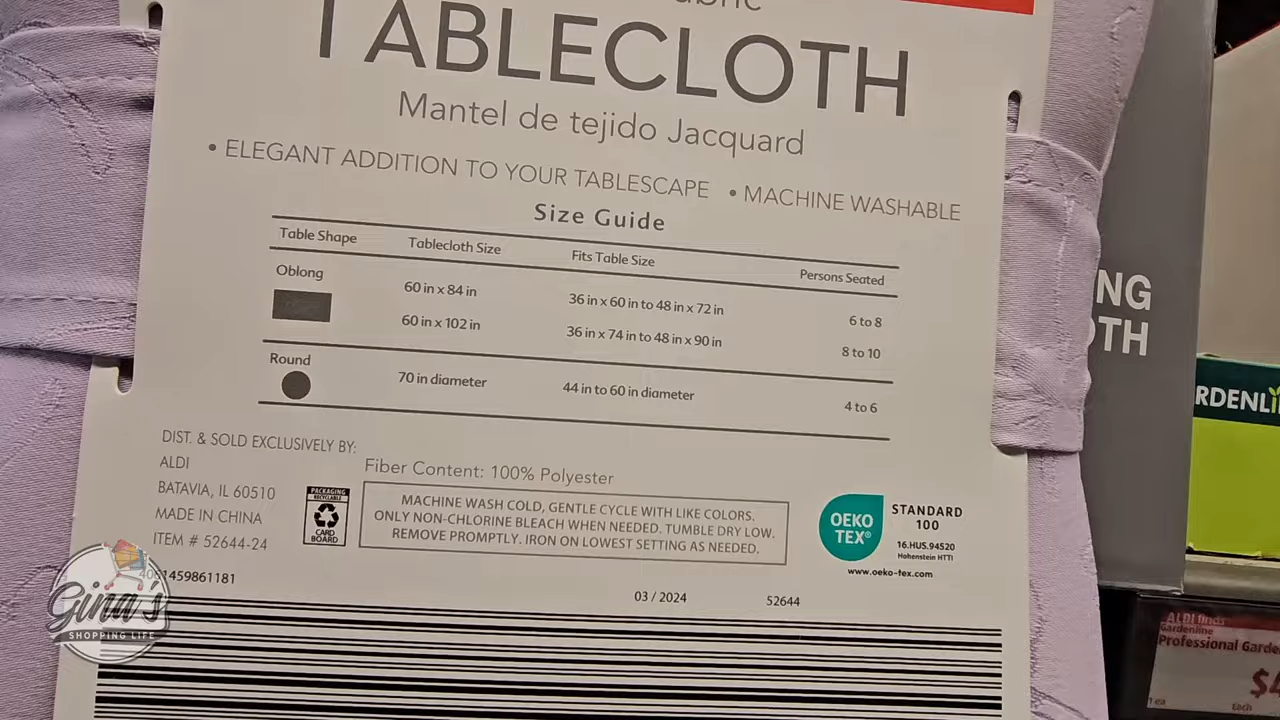 TABLECLOTH
Mantel de tejido Jacquard
• ELEGANT ADDITION TO YOUR TABLESCAPE • MACHINE WASHABLE
Size Guide
Table Shape Tablecloth Size Fits Table Size Persons Seated
Oblong
60 in x 84 in 36 in x 60 in to 48 in x 72 in 6 to 8
60 in x 102 in 36 in x 74 in to 48 in x 90 in 8 to 10
Round
70 in diameter 44 in to 60 in diameter 4 to 6
DIST. & SOLD EXCLUSIVELY BY:
ALDI
BATAVIA, IL 60510
MADE IN CHINA
ITEM # 52644-24
Fiber Content: 100% Polyester
PACKAGING
RECYCLABLE
CARD
BOARD
MACHINE WASH COLD, GENTLE CYCLE WITH LIKE COLORS.
ONLY NON-CHLORINE BLEACH WHEN NEEDED. TUMBLE DRY LOW.
REMOVE PROMPTLY. IRON ON LOWEST SETTING AS NEEDED.
OEKO
TEX®
STANDARD
100
16.HUS.94520
Hohenstein HTTI
www.oeko-tex.com
1459861181
03 / 2024 52644
Gina's
SHOPPING LIFE
NG
OTH
RDENLI
ALDI finds
Gardenline
Professional Garde
1 ea
Each